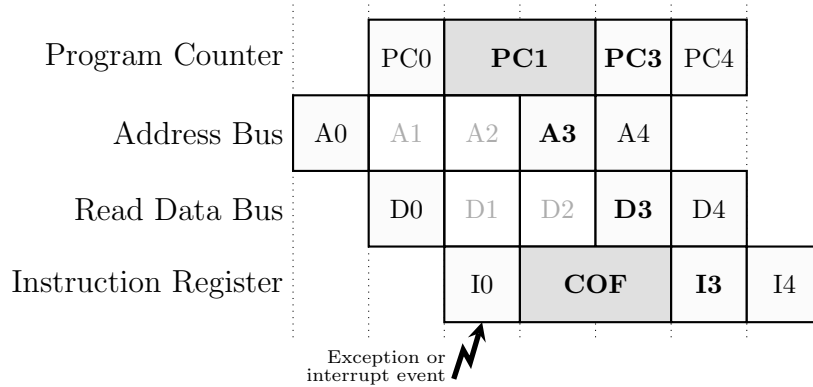 Program Counter PC0 PC1 PC3 PC4
Address Bus A0 A1 A2 A3 A4
Read Data Bus D0 D1 D2 D3 D4
Instruction Register I0 COF I3 I4
Exception or
interrupt event